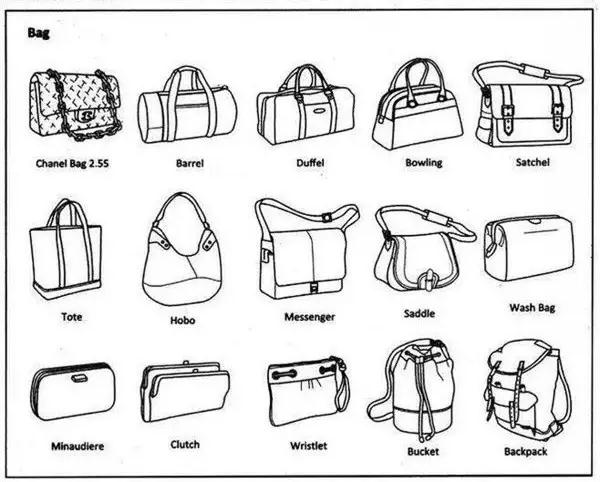 Bag
Chanel Bag 2.55
Barrel
Duffel
Bowling
Satchel
Tote
Hobo
Messenger
Saddle
Wash Bag
Minaudiere
Clutch
Wristlet
Bucket
Backpack